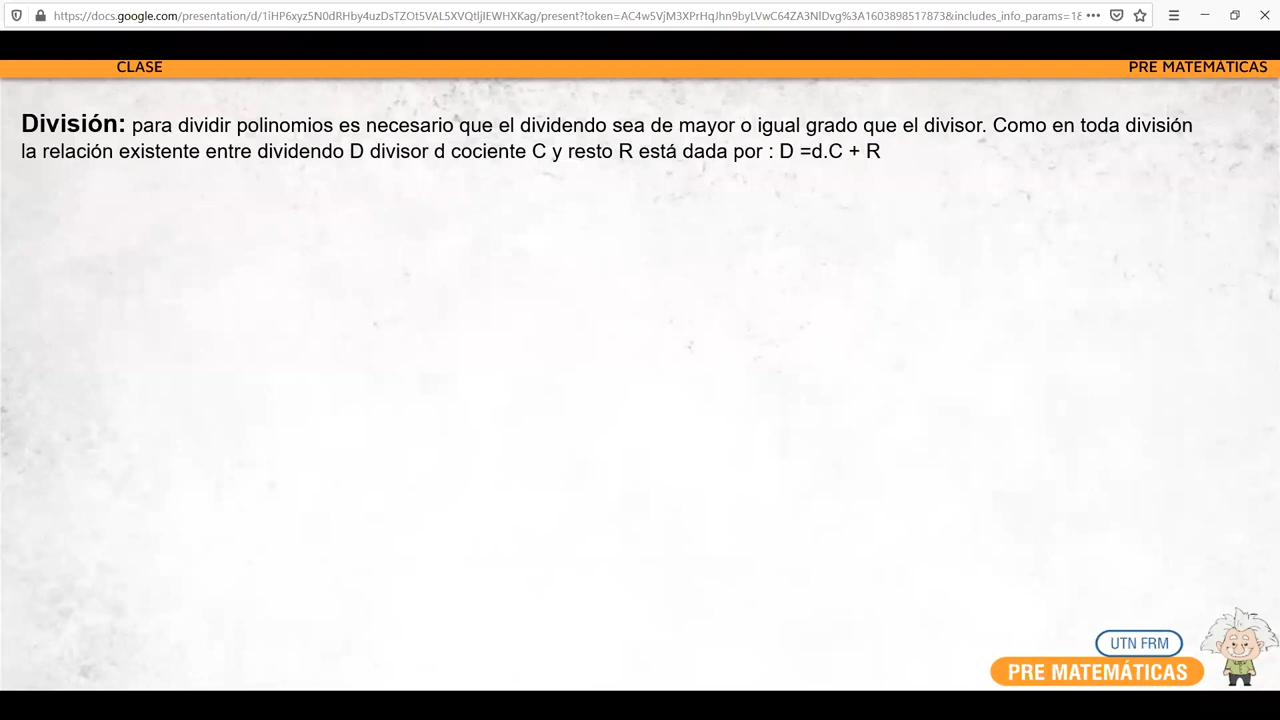 https://docs.google.com/presentation/d/1iHP6xyz5N0dRHby4uzDsTZOt5VAL5XVQtljIEWHXKag/present?token=AC4w5VjM3XPrHqJhn9byLVwC64ZA3NlDvg%3A1603898517873&includes_info_params=1&
CLASE
PRE MATEMÁTICAS
División: para dividir polinomios es necesario que el dividendo sea de mayor o igual grado que el divisor. Como en toda división
la relación existente entre dividendo D divisor d cociente C y resto R está dada por : D =d.C + R
UTN FRM
PRE MATEMÁTICAS